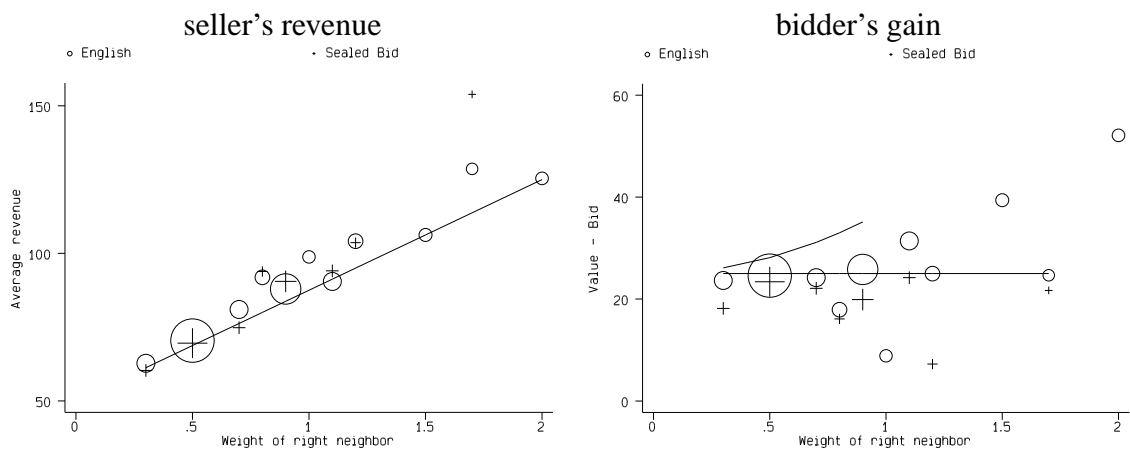 seller's revenue
English
Sealed Bid
150
100
50
Average revenue
0
.5
1
1.5
2
Weight of right neighbor
bidder's gain
English
Sealed Bid
60
40
20
0
Value - Bid
0
.5
1
1.5
2
Weight of right neighbor